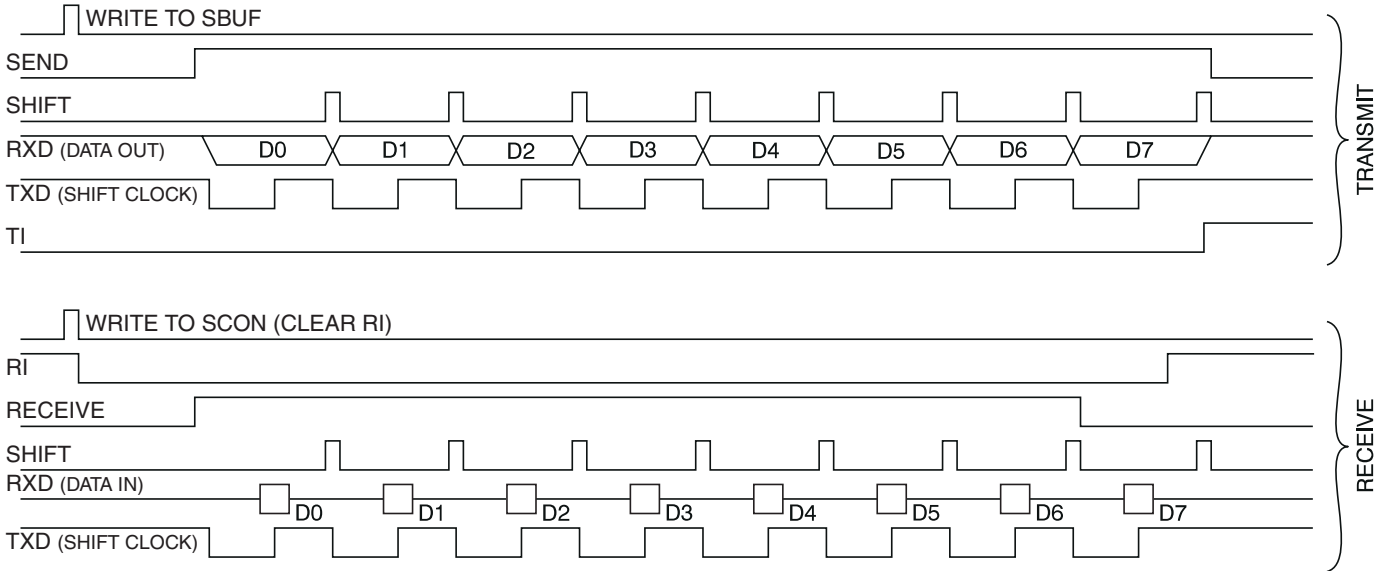 WRITE TO SBUF
SEND
SHIFT
RXD (DATA OUT) D0 D1 D2 D3 D4 D5 D6 D7
TXD (SHIFT CLOCK)
TI
TRANSMIT
WRITE TO SCON (CLEAR RI)
RI
RECEIVE
SHIFT
RXD (DATA IN)
D0 D1 D2 D3 D4 D5 D6 D7
TXD (SHIFT CLOCK)
RECEIVE